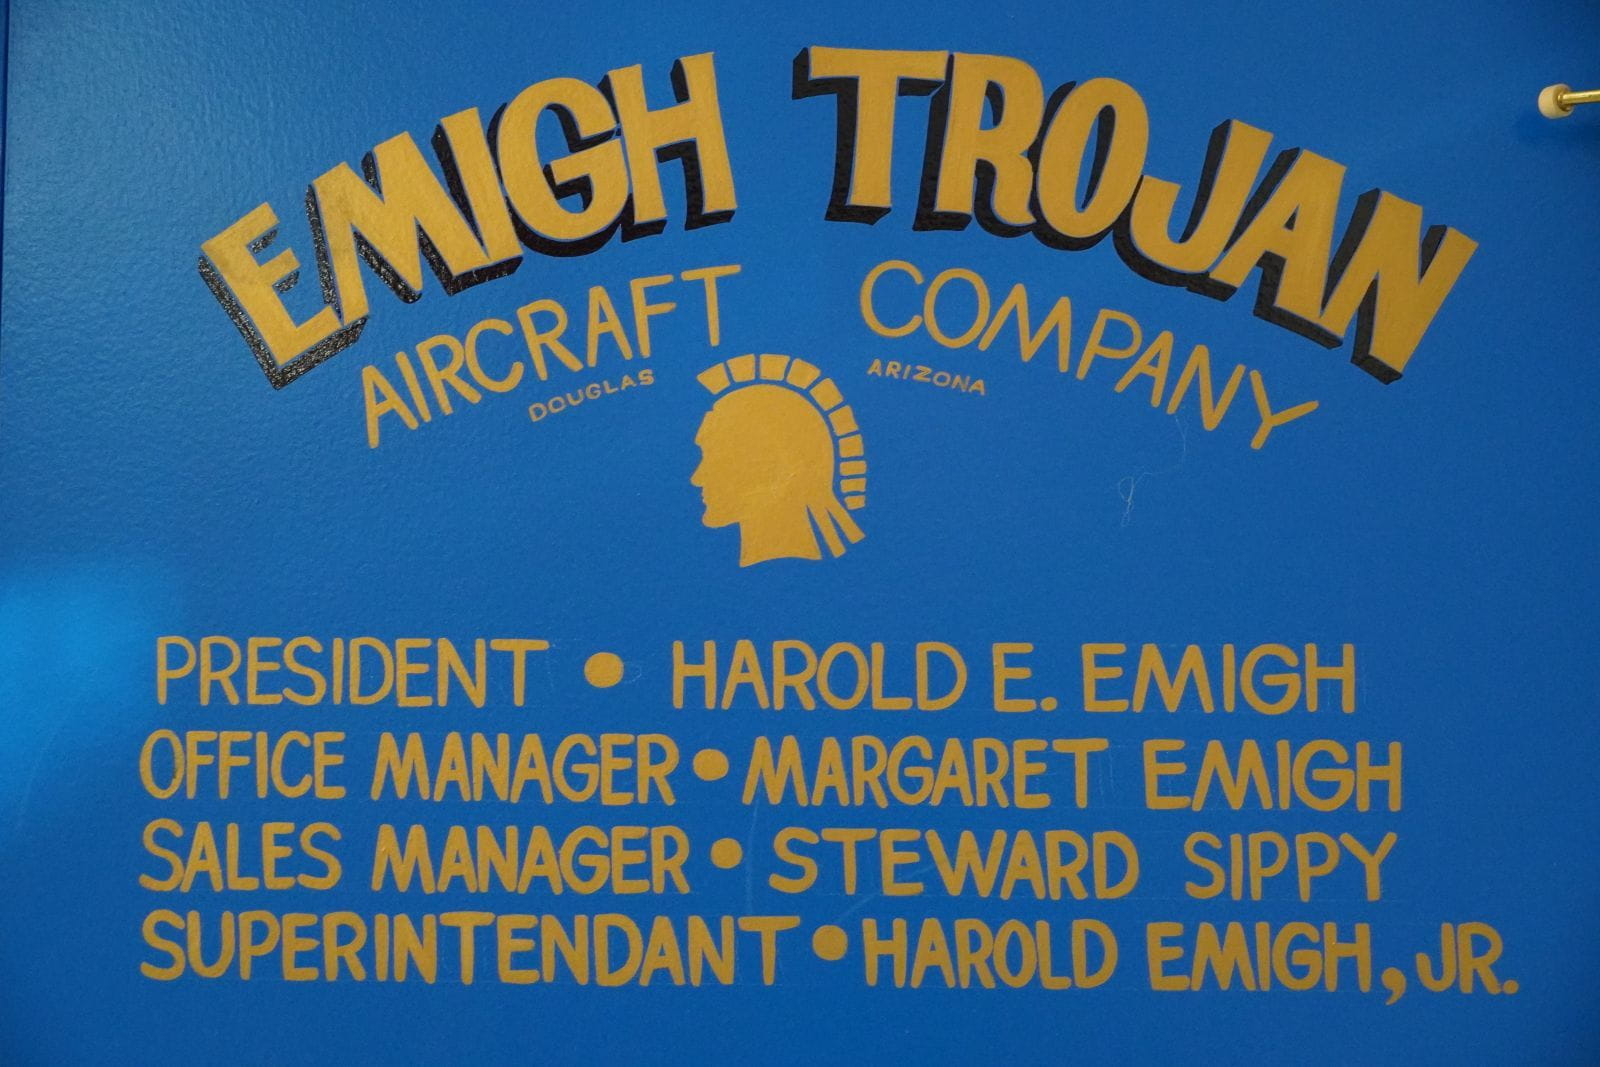 EMIGH TROJAN
AIRCRAFT COMPANY
DOUGLAS ARIZONA
PRESIDENT • HAROLD E. EMIGH
OFFICE MANAGER • MARGARET EMIGH
SALES MANAGER • STEWARD SIPPY
SUPERINTENDANT • HAROLD EMIGH, JR.